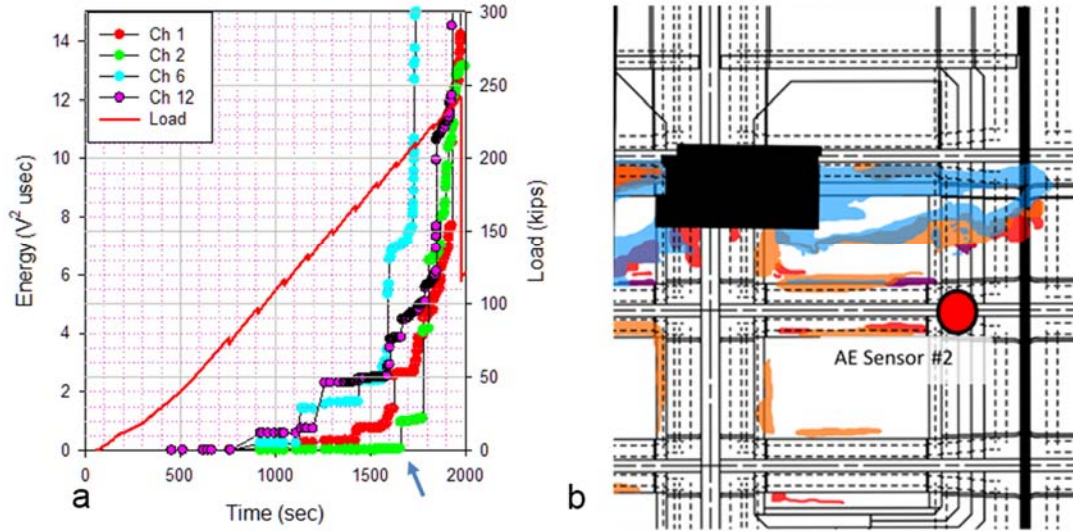 14
12
10
8
6
4
2
0
Energy (V² usec)
Ch 1
Ch 2
Ch 6
Ch 12
Load
300
250
200
150
100
50
0
Load (kips)
0
500
1000
1500
2000
Time (sec)
a
AE Sensor #2
b